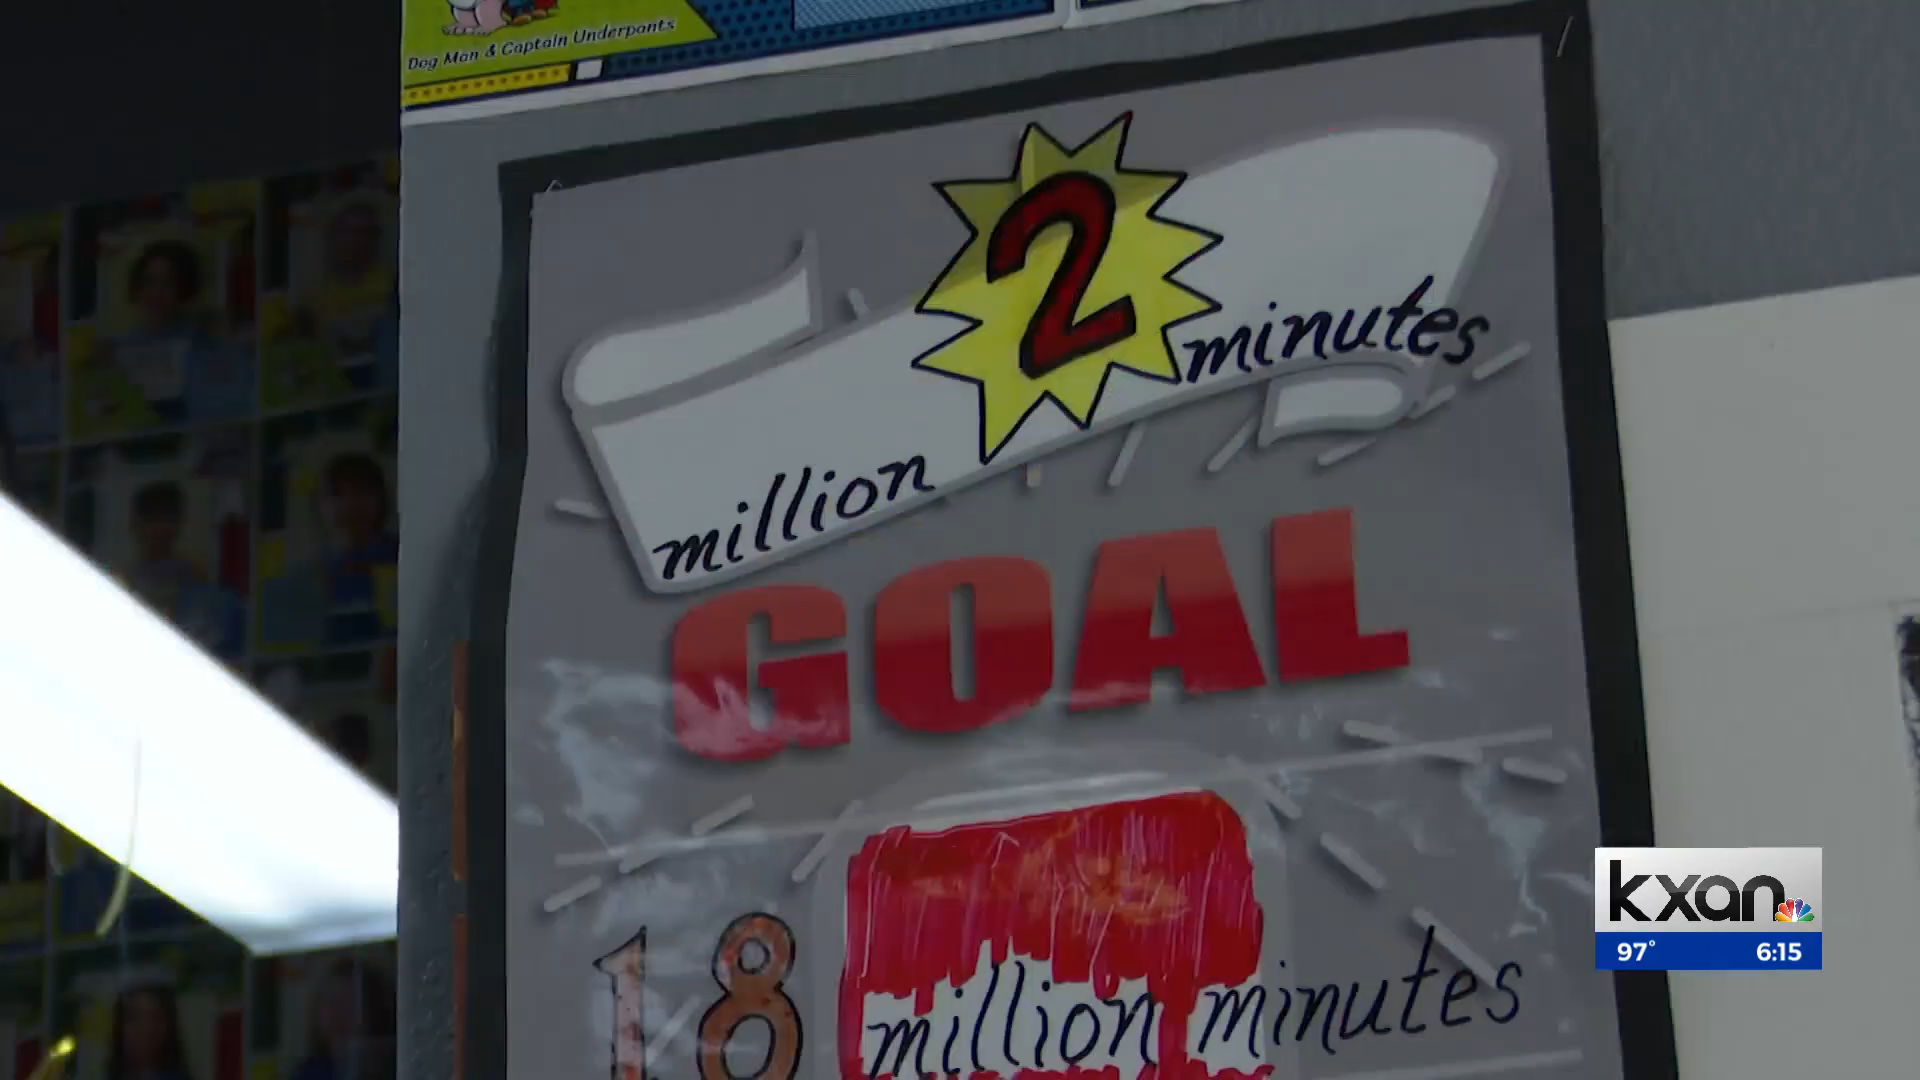 Dog Man & Captain Underpants
2
million minutes
GOAL
18 million minutes
kxan
97° 6:15